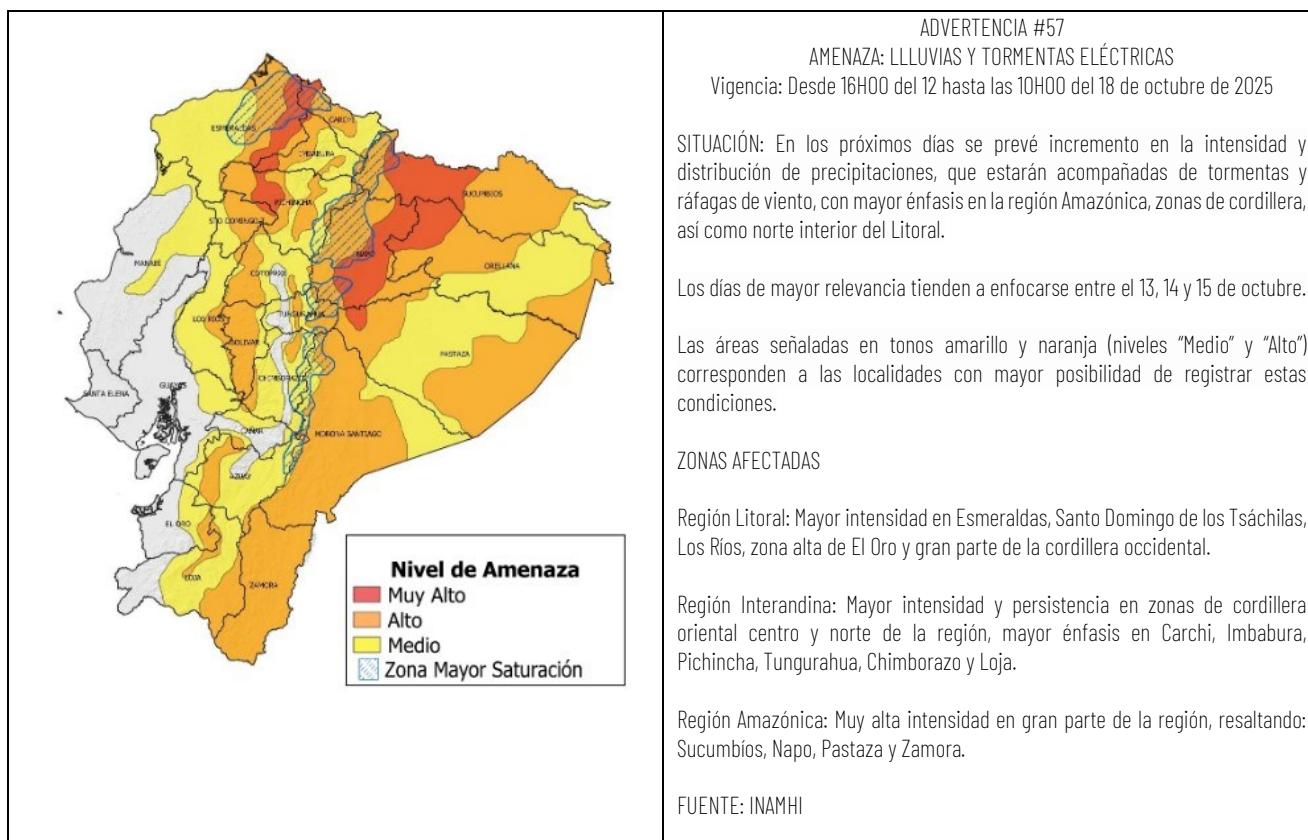 ESMERALDAS
CARCHI
IMBABURA
SUCUMBIOS
PICHINCHA
STO DOMINGO T
NAPO
ORELLANA
MANABI
COTOPAXI
TUNGURAHUA
LOS RIOS
BOLIVAR
PASTAZA
CHIMBORAZO
GUAYAS
SANTA ELENA
MORONA SANTIAGO
CAÑAR
AZUAY
EL ORO
LOJA
ZAMORA
Nivel de Amenaza
Muy Alto
Alto
Medio
Zona Mayor Saturación
ADVERTENCIA #57
AMENAZA: LLLUVIAS Y TORMENTAS ELÉCTRICAS
Vigencia: Desde 16H00 del 12 hasta las 10H00 del 18 de octubre de 2025
SITUACIÓN: En los próximos días se prevé incremento en la intensidad y
distribución de precipitaciones, que estarán acompañadas de tormentas y
ráfagas de viento, con mayor énfasis en la región Amazónica, zonas de cordillera,
así como norte interior del Litoral.
Los días de mayor relevancia tienden a enfocarse entre el 13, 14 y 15 de octubre.
Las áreas señaladas en tonos amarillo y naranja (niveles “Medio” y “Alto”)
corresponden a las localidades con mayor posibilidad de registrar estas
condiciones.
ZONAS AFECTADAS
Región Litoral: Mayor intensidad en Esmeraldas, Santo Domingo de los Tsáchilas,
Los Ríos, zona alta de El Oro y gran parte de la cordillera occidental.
Región Interandina: Mayor intensidad y persistencia en zonas de cordillera
oriental centro y norte de la región, mayor énfasis en Carchi, Imbabura,
Pichincha, Tungurahua, Chimborazo y Loja.
Región Amazónica: Muy alta intensidad en gran parte de la región, resaltando:
Sucumbíos, Napo, Pastaza y Zamora.
FUENTE: INAMHI